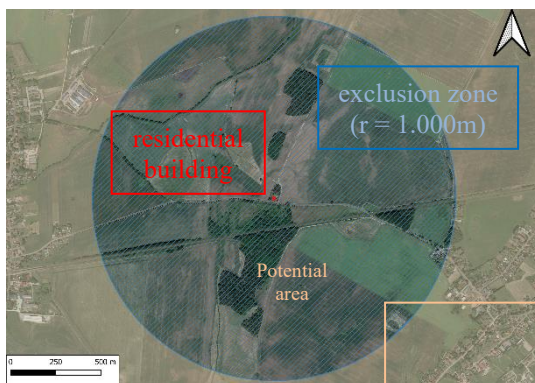 exclusion zone
(r = 1.000m)
residential
building
Potential
area
0 250 500 m